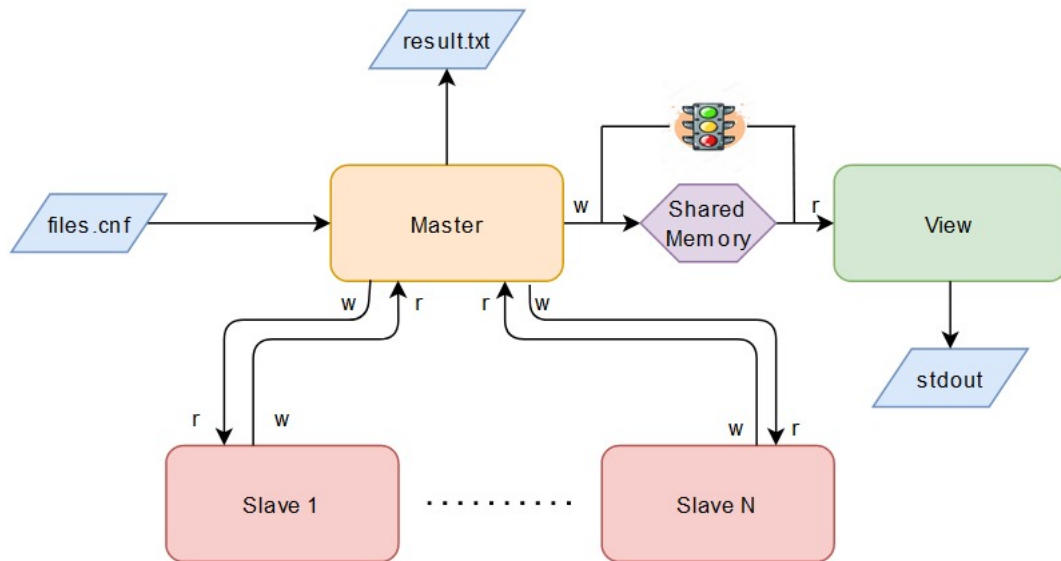 result.txt
files.cnf
Master
w
Shared
Memory
r
View
w
r
r
w
stdout
r
w
w
r
Slave 1
..........
Slave N